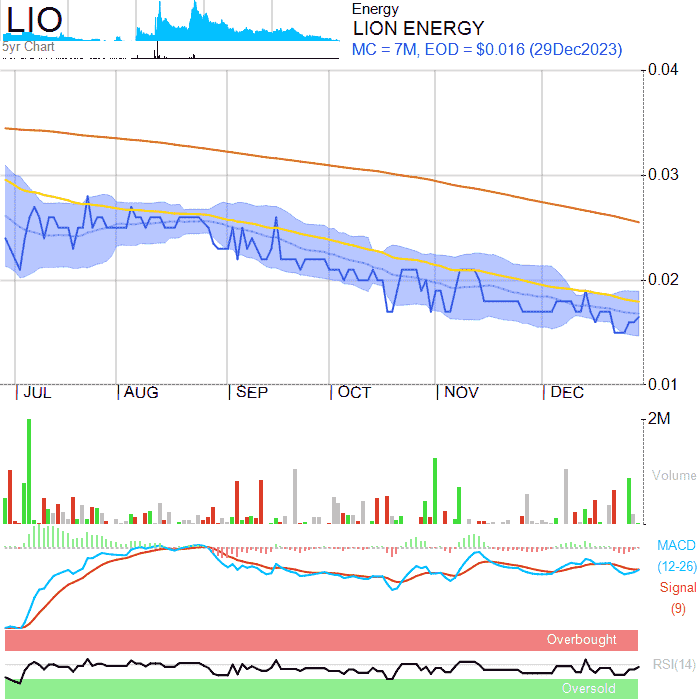 LIO
5yr Chart
Energy
LION ENERGY
MC = 7M, EOD = $0.016 (29Dec2023)
0.04
0.03
0.02
0.01
JUL AUG SEP OCT NOV DEC
2M
Volume
MACD
(12-26)
Signal
(9)
Overbought
RSI(14)
Oversold